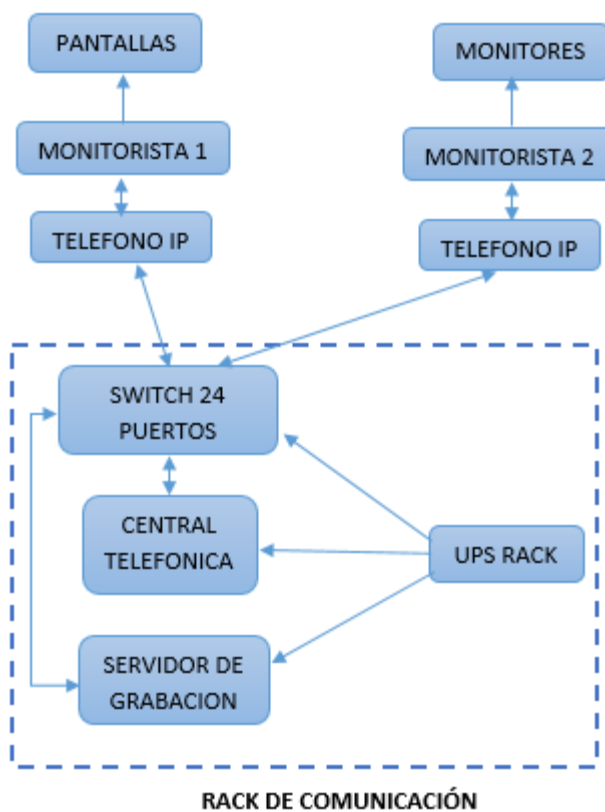 PANTALLAS
MONITORES
MONITORISTA 1
MONITORISTA 2
TELEFONO IP
TELEFONO IP
SWITCH 24
PUERTOS
CENTRAL
TELEFONICA
UPS RACK
SERVIDOR DE
GRABACION
RACK DE COMUNICACIÓN